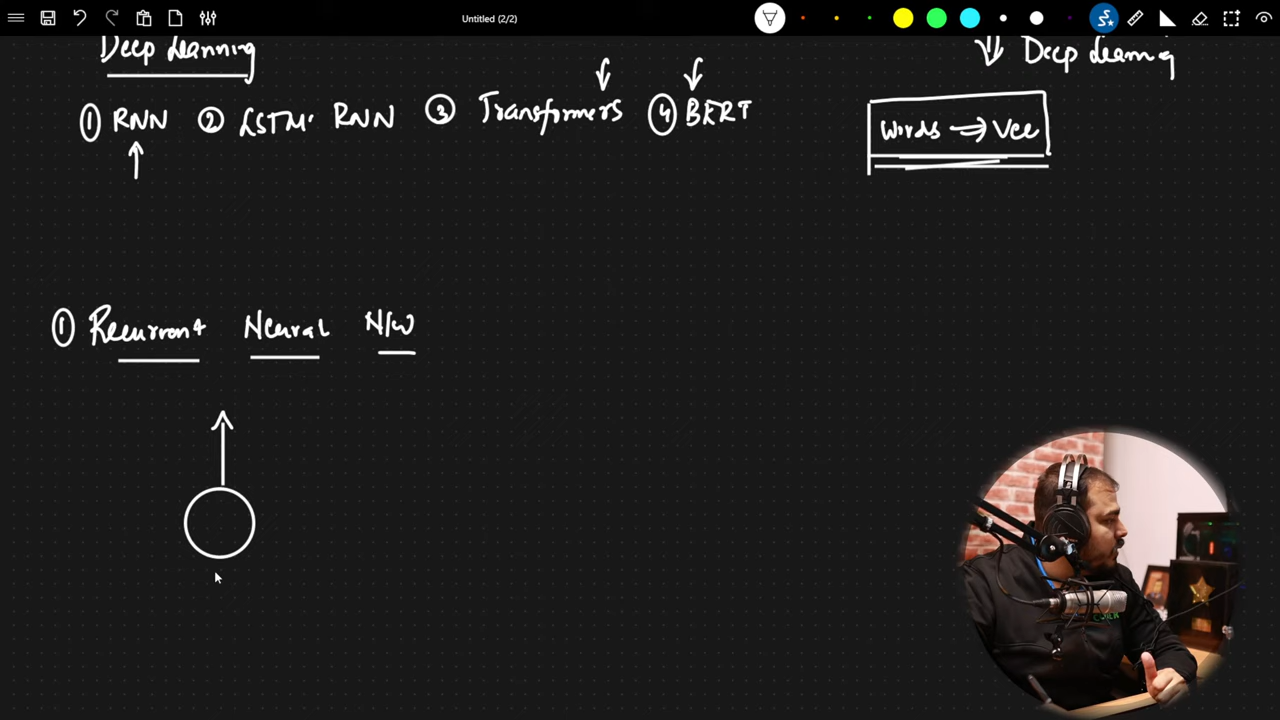 Untitled (2/2)
Deep Learning
Deep Learning
① RNN ② LSTM RNN ③ Transformers ④ BERT
Words ⇒ Vec
① Recurrent Neural N/W